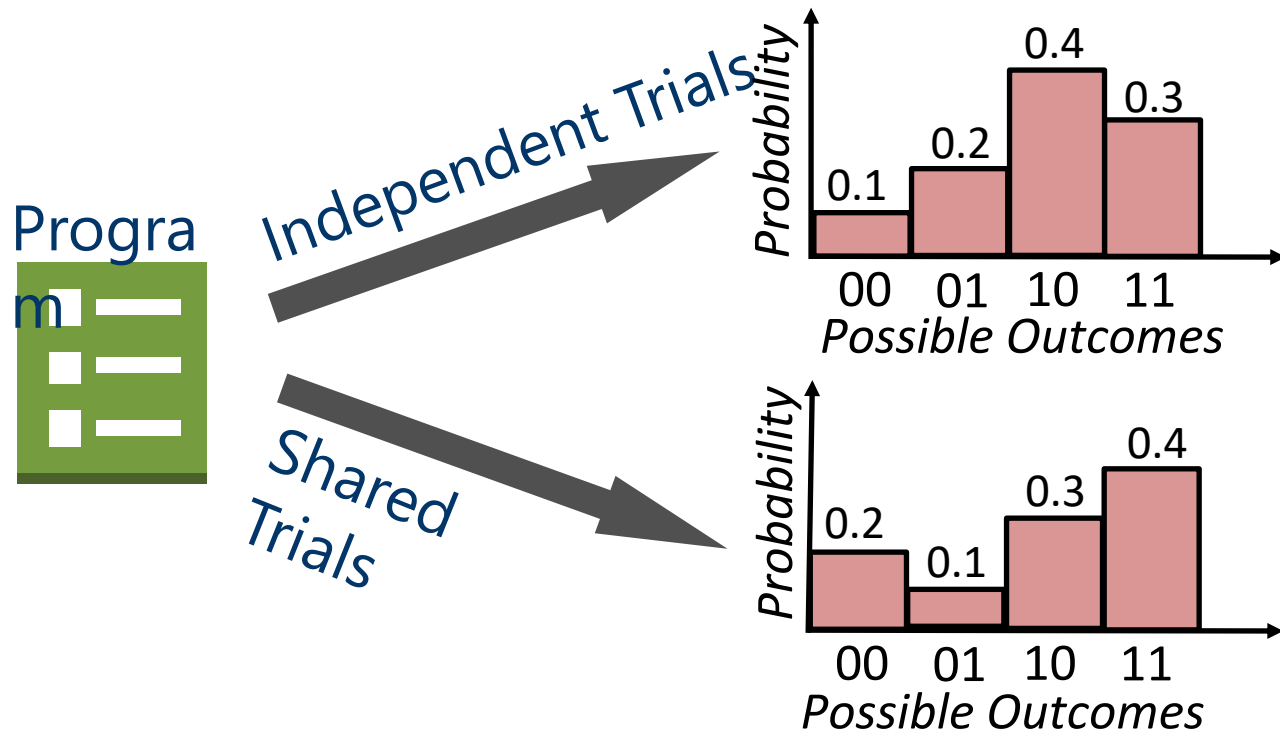 Progra
m
Independent Trials
Shared
Trials
Probability
0.1
0.2
0.4
0.3
00 01 10 11
Possible Outcomes
Probability
0.2
0.1
0.3
0.4
00 01 10 11
Possible Outcomes